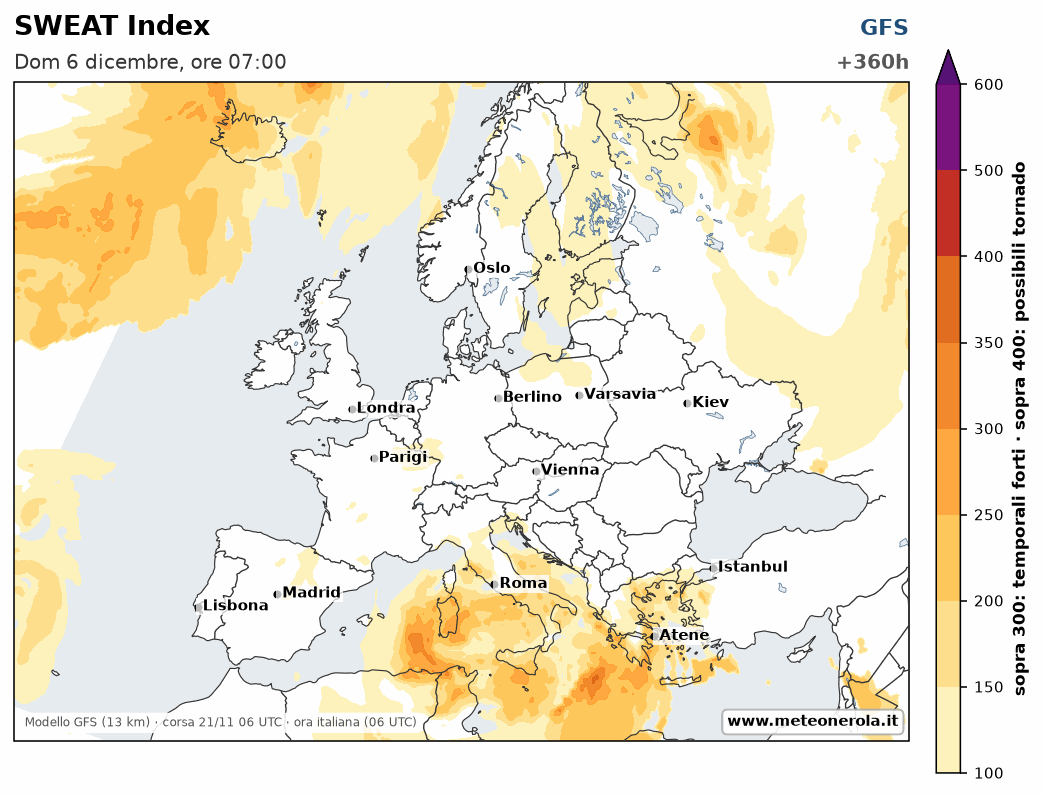 SWEAT Index
GFS
Dom 6 dicembre, ore 07:00
+360h
600
500
400
350
300
250
200
150
100
sopra 300: temporali forti · sopra 400: possibili tornado
Oslo
Berlino
Varsavia
Kiev
Londra
Parigi
Vienna
Istanbul
Roma
Madrid
Lisbona
Atene
Modello GFS (13 km) · corsa 21/11 06 UTC · ora italiana (06 UTC)
www.meteonerola.it